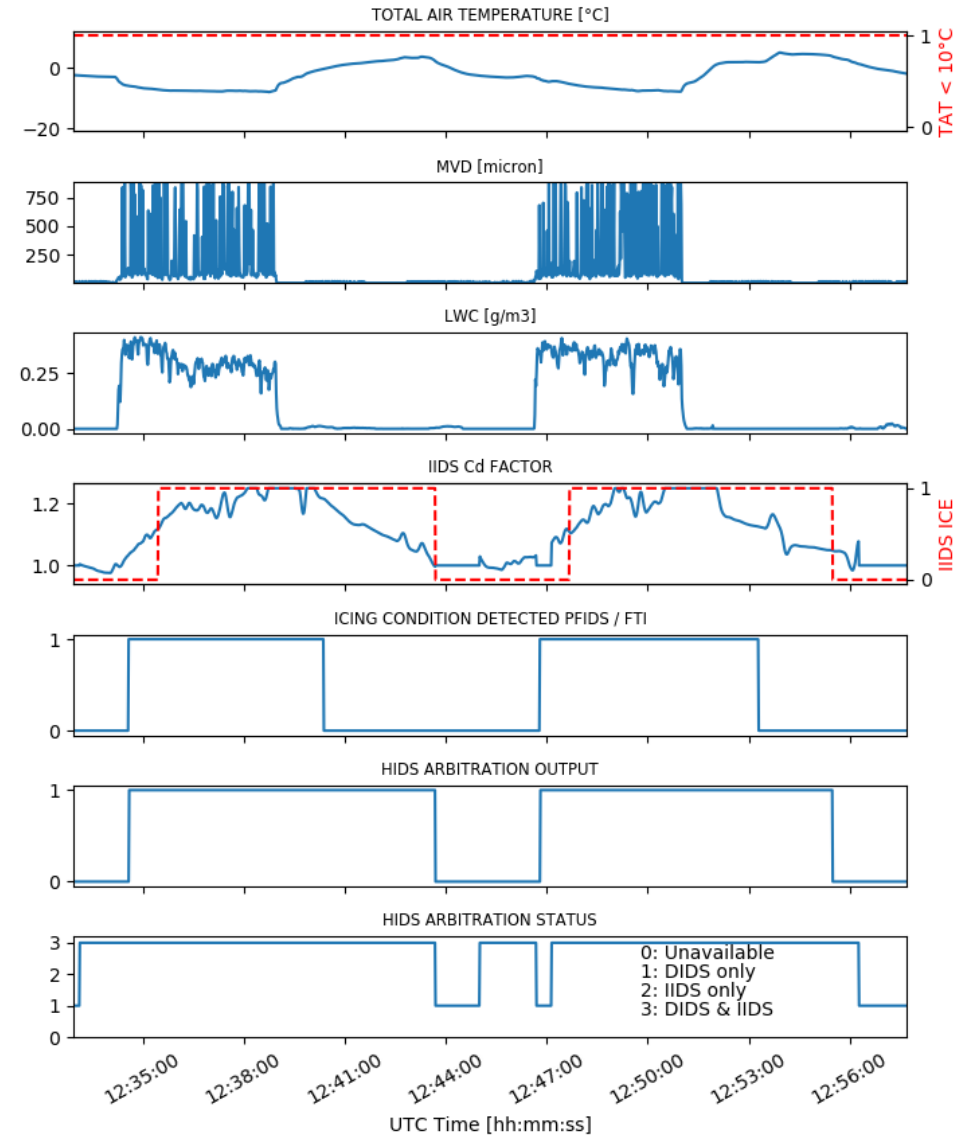 TOTAL AIR TEMPERATURE [°C]
0
−20
1
0
TAT < 10°C
MVD [micron]
750
500
250
LWC [g/m3]
0.25
0.00
IIDS Cd FACTOR
1.2
1.0
1
0
IIDS ICE
ICING CONDITION DETECTED PFIDS / FTI
1
0
HIDS ARBITRATION OUTPUT
1
0
HIDS ARBITRATION STATUS
3
2
1
0
0: Unavailable
1: DIDS only
2: IIDS only
3: DIDS & IIDS
12:35:00
12:38:00
12:41:00
12:44:00
12:47:00
12:50:00
12:53:00
12:56:00
UTC Time [hh:mm:ss]